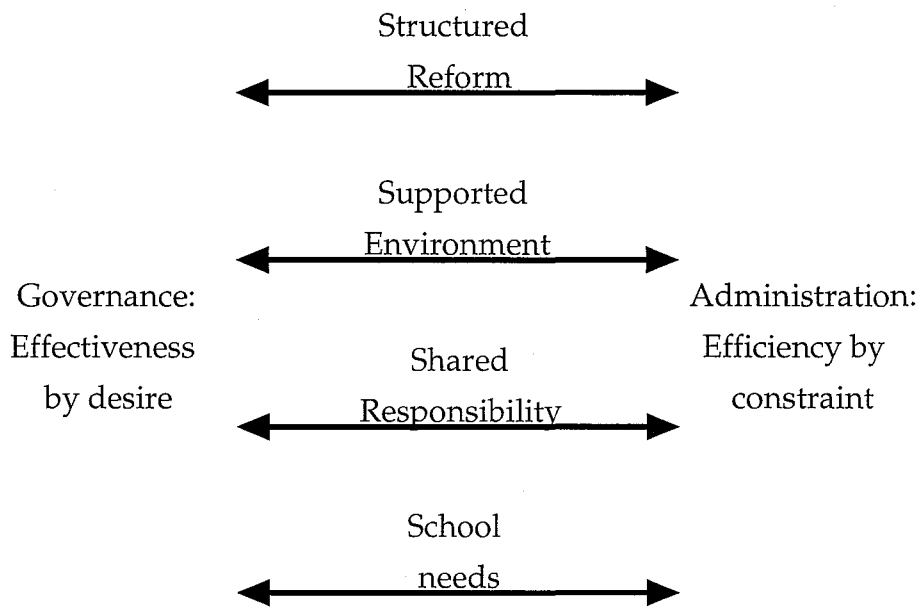 Structured
Reform
Supported
Environment
Governance:
Effectiveness
by desire
Administration:
Efficiency by
constraint
Shared
Responsibility
School
needs